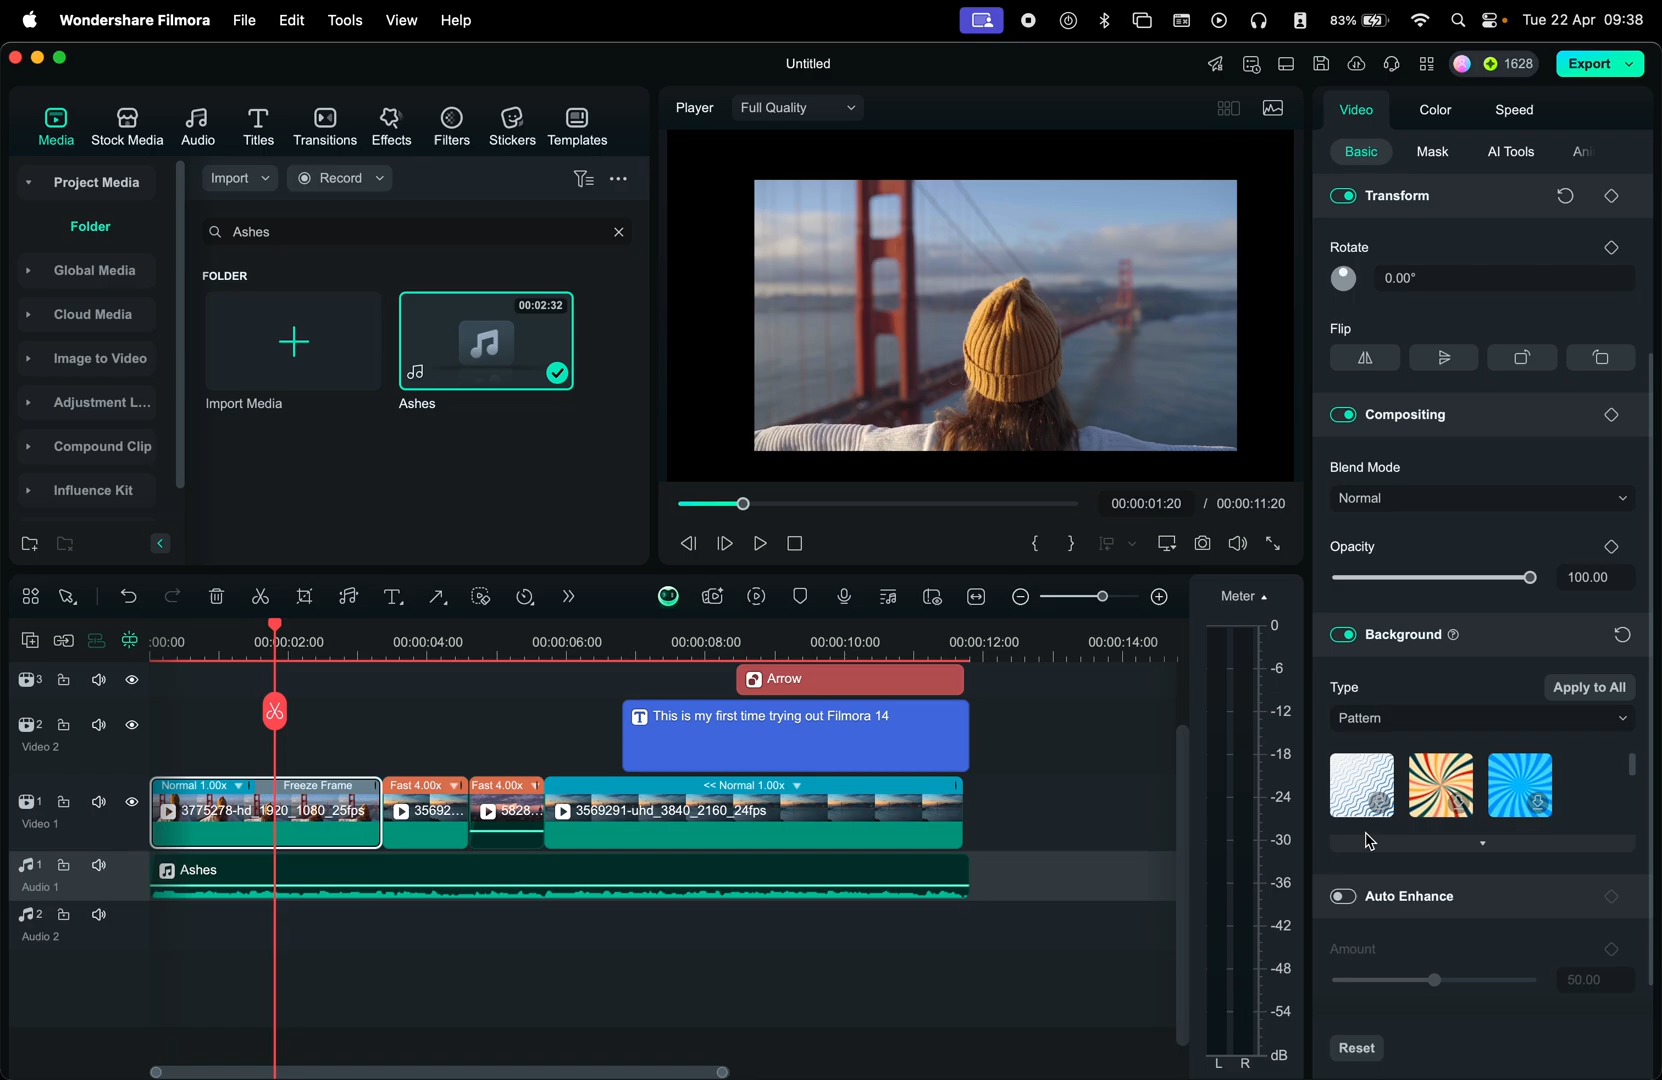 Wondershare Filmora File Edit Tools View Help 83% Tue 22 Apr 09:38
Untitled 1628 Export
Media Stock Media Audio Titles Transitions Effects Filters Stickers Templates
Project Media
Folder
Global Media
Cloud Media
Image to Video
Adjustment L...
Compound Clip
Influence Kit
Import Record
Ashes
FOLDER
00:02:32
Import Media Ashes
Player Full Quality
00:00:01:20 / 00:00:11:20
Video Color Speed
Basic Mask AI Tools Ani
Transform
Rotate
0.00°
Flip
Compositing
Blend Mode
Normal
Opacity
100.00
Background
Type Apply to All
Pattern
Auto Enhance
Amount
50.00
Reset
:00:00 00:00:02:00 00:00:04:00 00:00:06:00 00:00:08:00 00:00:10:00 00:00:12:00 00:00:14:00
3 Arrow
2 This is my first time trying out Filmora 14
Video 2
Normal 1.00x Freeze Frame Fast 4.00x Fast 4.00x << Normal 1.00x
1 3775278-hd_1920_1080_25fps 35692... 5828... 3569291-uhd_3840_2160_24fps
Video 1
1 Ashes
Audio 1
2
Audio 2
Meter
0
-6
-12
-18
-24
-30
-36
-42
-48
-54
dB
L R